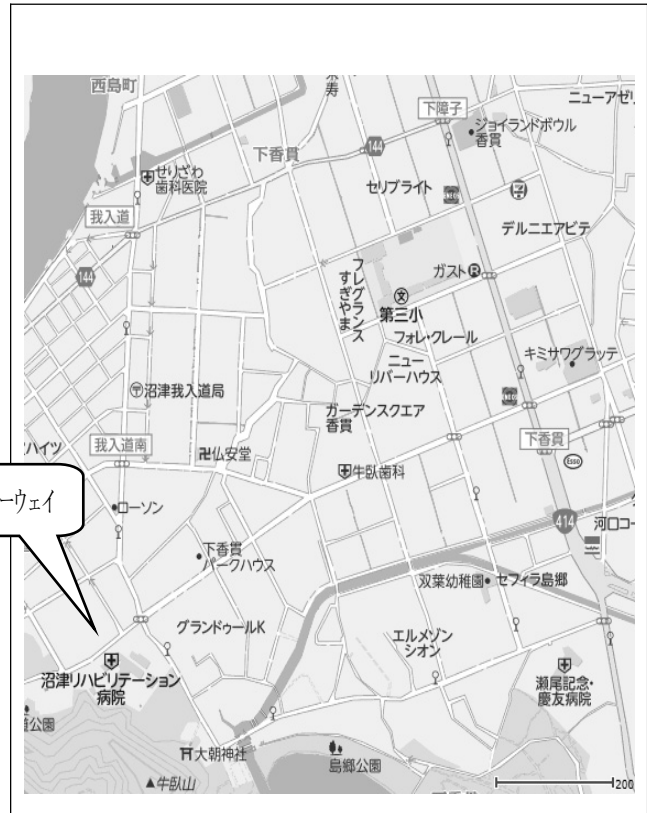 西島町
下障子
ニューアゼ
ジョイランドボウル
香貫
144
下香貫
せりざわ
歯科医院
セリブライト
我入道
デルニエアビテ
144
フレグランス
すぎやま
ガスト
文
第三小
フォレ・クレール
キミサワグラッテ
ニュー
リバーハウス
沼津我入道局
ガーデンスクエア
香貫
ハイツ
我入道南
卍仏安堂
下香貫
Esso
牛臥歯科
ーウェイ
ローソン
414
河口コー
下香貫
パークハウス
双葉幼稚園
セフィラ島郷
グランドゥールK
エルメゾン
シオン
沼津リハビリテーション
病院
瀬尾記念・
慶友病院
道公園
大朝神社
島郷公園
▲牛臥山
200